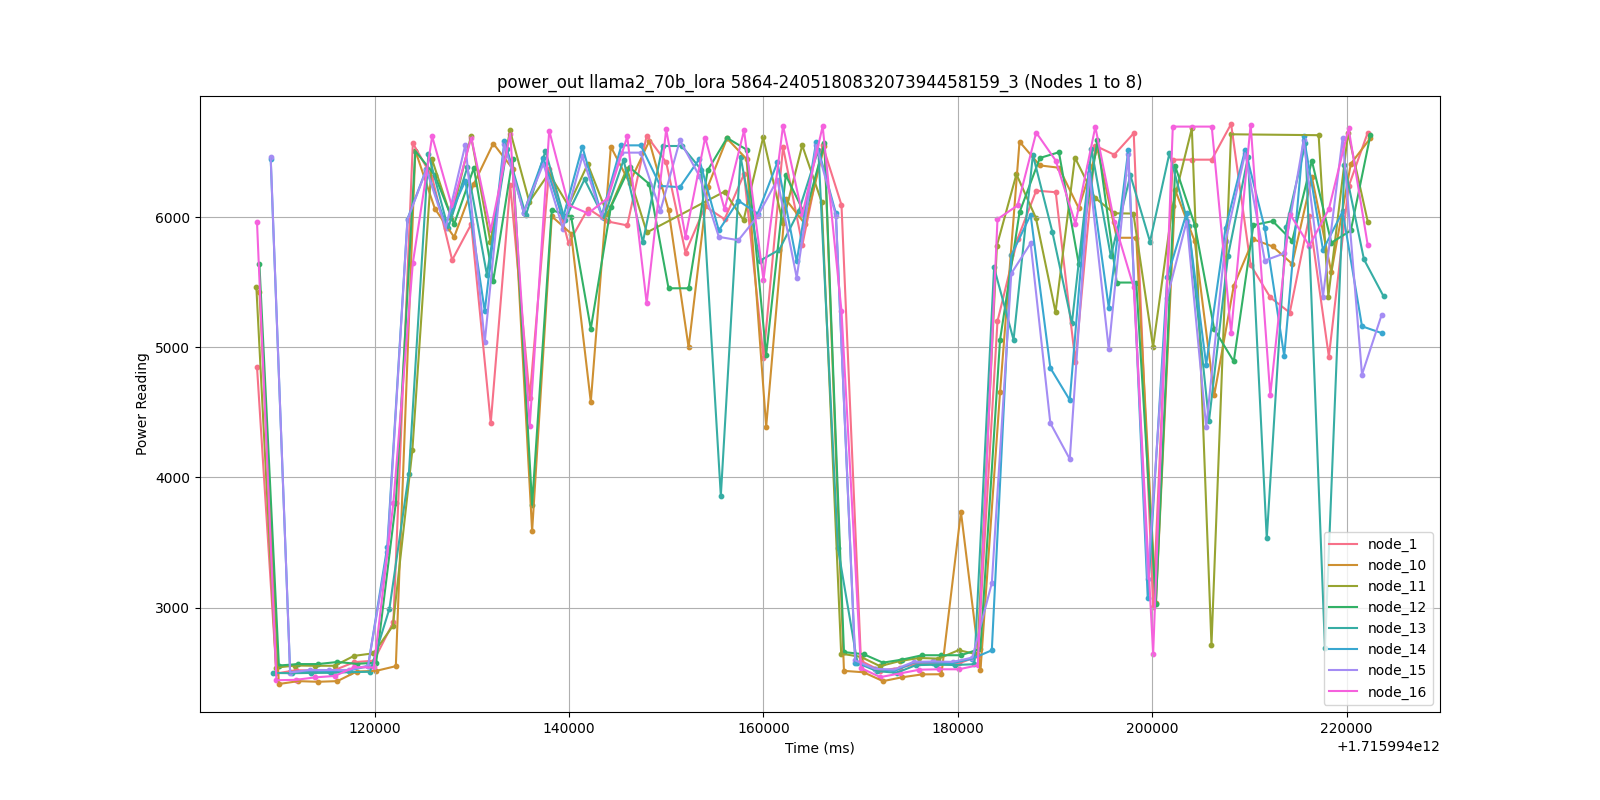 power_out llama2_70b_lora 5864-240518083207394458159_3 (Nodes 1 to 8)
Power Reading
6000
5000
4000
3000
node_1
node_10
node_11
node_12
node_13
node_14
node_15
node_16
120000 140000 160000 180000 200000 220000
Time (ms)
+1.715994e12